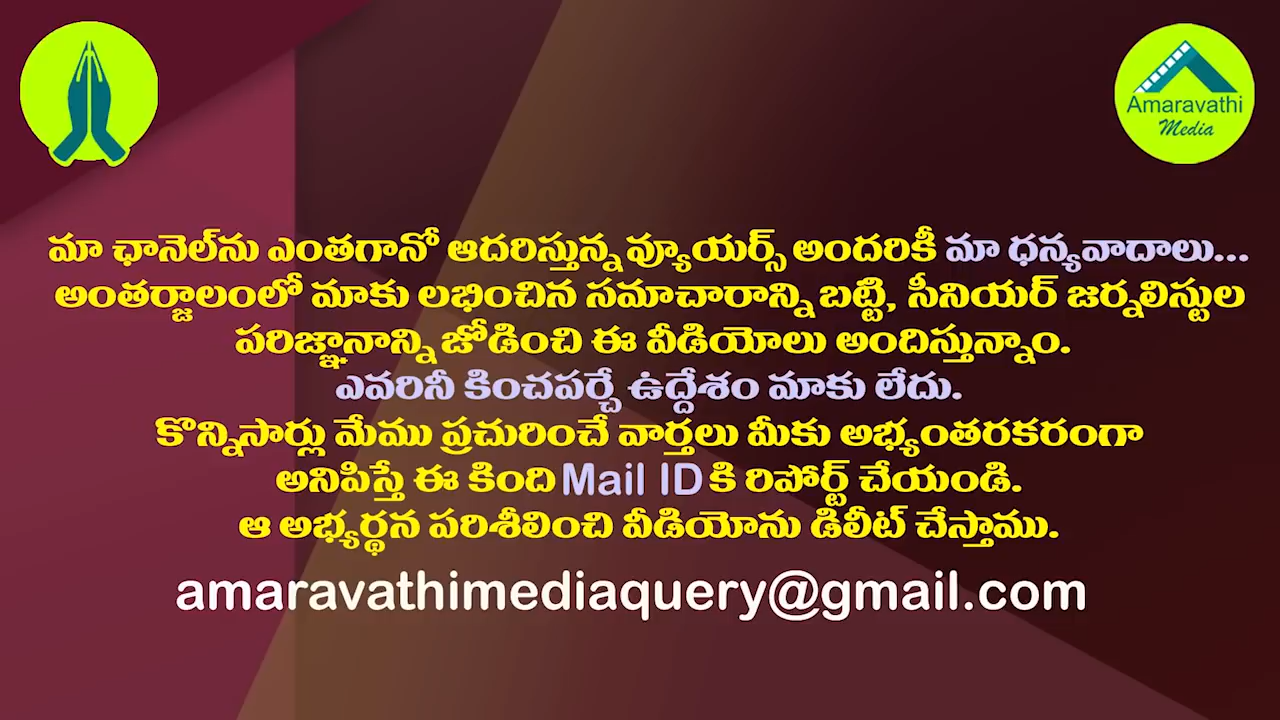 Amaravathi
Media
మా ఛానెల్‌ను ఎంతగానో ఆదరిస్తున్న వ్యూయర్స్ అందరికీ మా ధన్యవాదాలు...
అంతర్జాలంలో మాకు లభించిన సమాచారాన్ని బట్టి, సీనియర్ జర్నలిస్టుల
పరిజ్ఞానాన్ని జోడించి ఈ వీడియోలు అందిస్తున్నాం.
ఎవరినీ కించపర్చే ఉద్దేశం మాకు లేదు.
కొన్నిసార్లు మేము ప్రచురించే వార్తలు మీకు అభ్యంతరకరంగా
అనిపిస్తే ఈ కింది Mail ID కి రిపోర్ట్ చేయండి.
ఆ అభ్యర్థన పరిశీలించి వీడియోను డిలీట్ చేస్తాము.
amaravathimediaquery@gmail.com